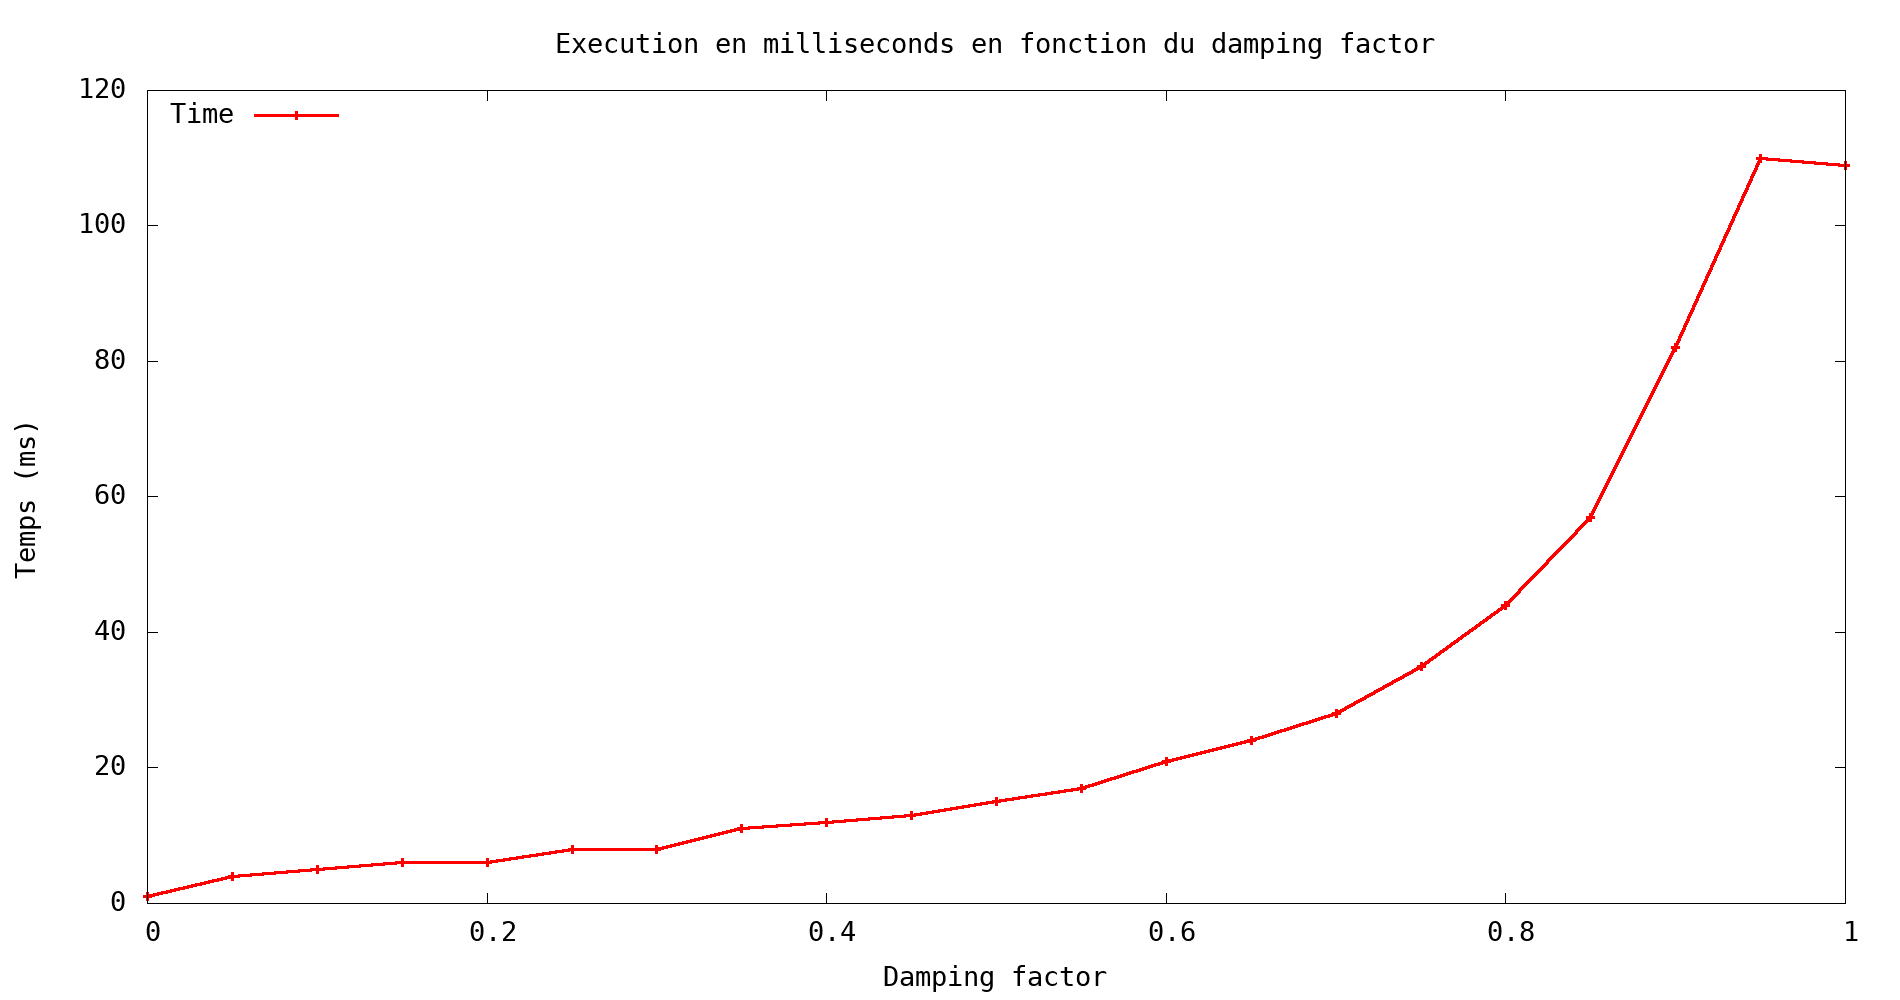 Execution en milliseconds en fonction du damping factor
120
Time
100
80
60
40
20
0
Temps (ms)
0 0.2 0.4 0.6 0.8 1
Damping factor